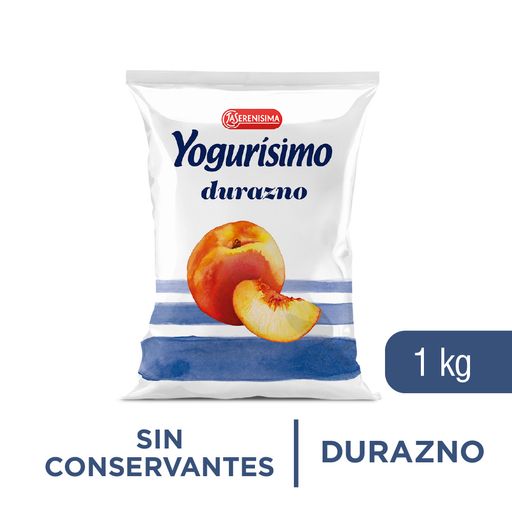 LA SERENISIMA
Yogurísimo
durazno
1 kg
SIN
CONSERVANTES
DURAZNO